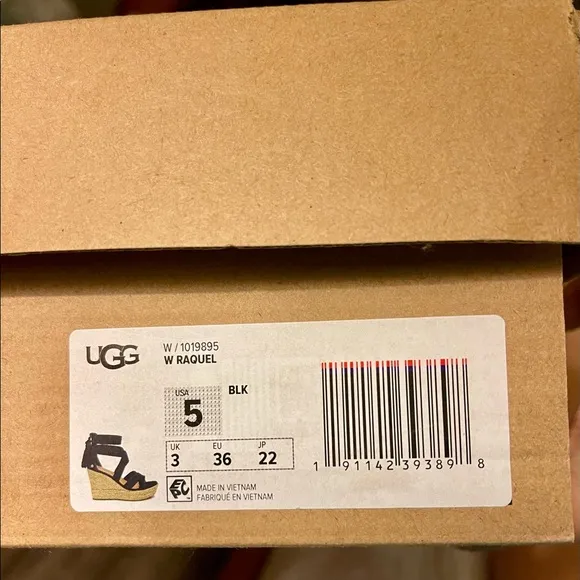 UGG
W / 1019895
W RAQUEL
USA
5
BLK
UK EU JP
3 36 22
MADE IN VIETNAM
FABRIQUÉ EN VIETNAM
1 91142 39389 8